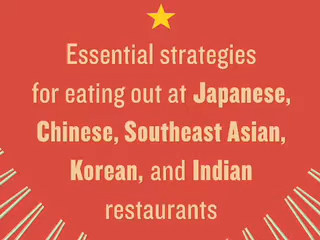 Essential strategies
for eating out at Japanese,
Chinese, Southeast Asian,
Korean, and Indian
restaurants